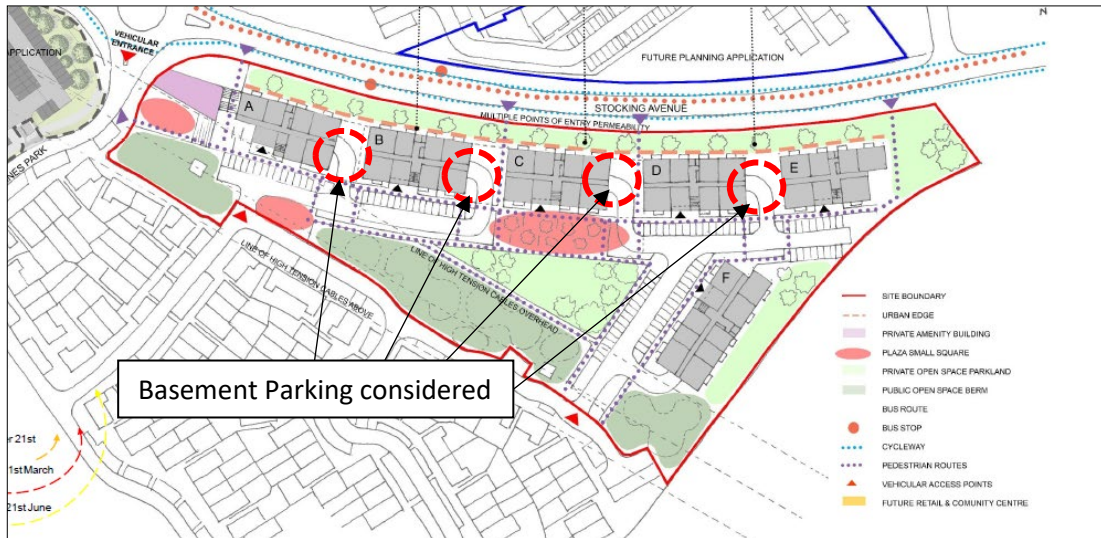 N
APPLICATION
VEHICULAR
ENTRANCE
FUTURE PLANNING APPLICATION
STOCKING AVENUE
MULTIPLE POINTS OF ENTRY PERMEABILITY
A
B
C
D
E
F
NES PARK
LINE OF HIGH TENSION CABLES ABOVE
LINE OF HIGH TENSION CABLES OVERHEAD
Basement Parking considered
r 21st
1st March
21st June
SITE BOUNDARY
URBAN EDGE
PRIVATE AMENITY BUILDING
PLAZA SMALL SQUARE
PRIVATE OPEN SPACE PARKLAND
PUBLIC OPEN SPACE BERM
BUS ROUTE
BUS STOP
CYCLEWAY
PEDESTRIAN ROUTES
VEHICULAR ACCESS POINTS
FUTURE RETAIL & COMUNITY CENTRE